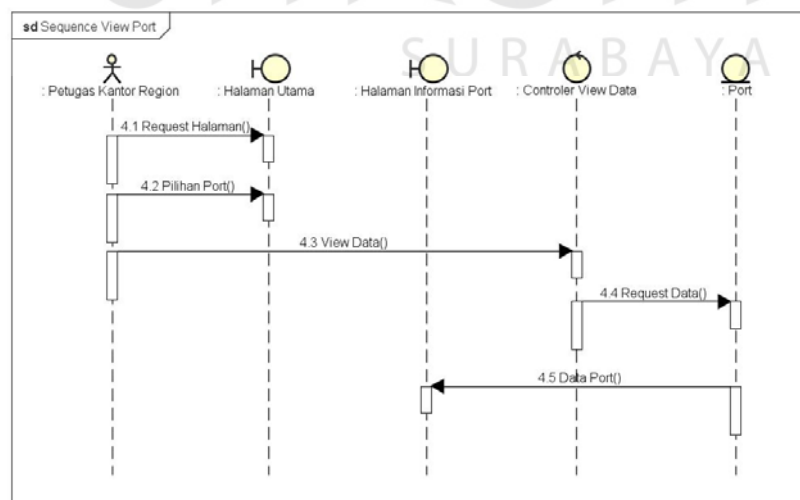 sd Sequence View Port
SURABAYA
: Petugas Kantor Region
: Halaman Utama
: Halaman Informasi Port
: Controler View Data
: Port
4.1 Request Halaman()
4.2 Pilihan Port()
4.3 View Data()
4.4 Request Data()
4.5 Data Port()